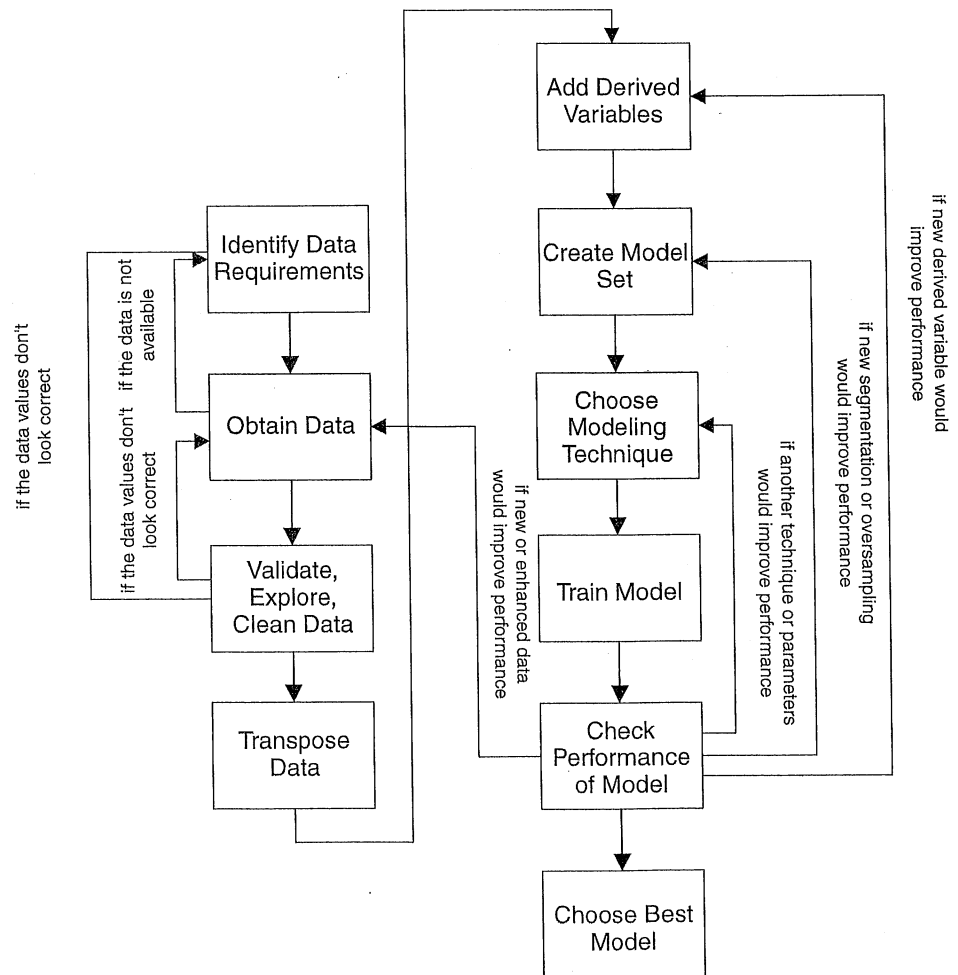 Add Derived
Variables
Identify Data
Requirements
Create Model
Set
Obtain Data
Choose
Modeling
Technique
Validate,
Explore,
Clean Data
Train Model
Transpose
Data
Check
Performance
of Model
Choose Best
Model
if the data values don't
look correct
if the data is not
available
if the data values don't
look correct
if new or enhanced data
would improve performance
if another technique or parameters
would improve performance
if new segmentation or oversampling
would improve performance
if new derived variable would
improve performance